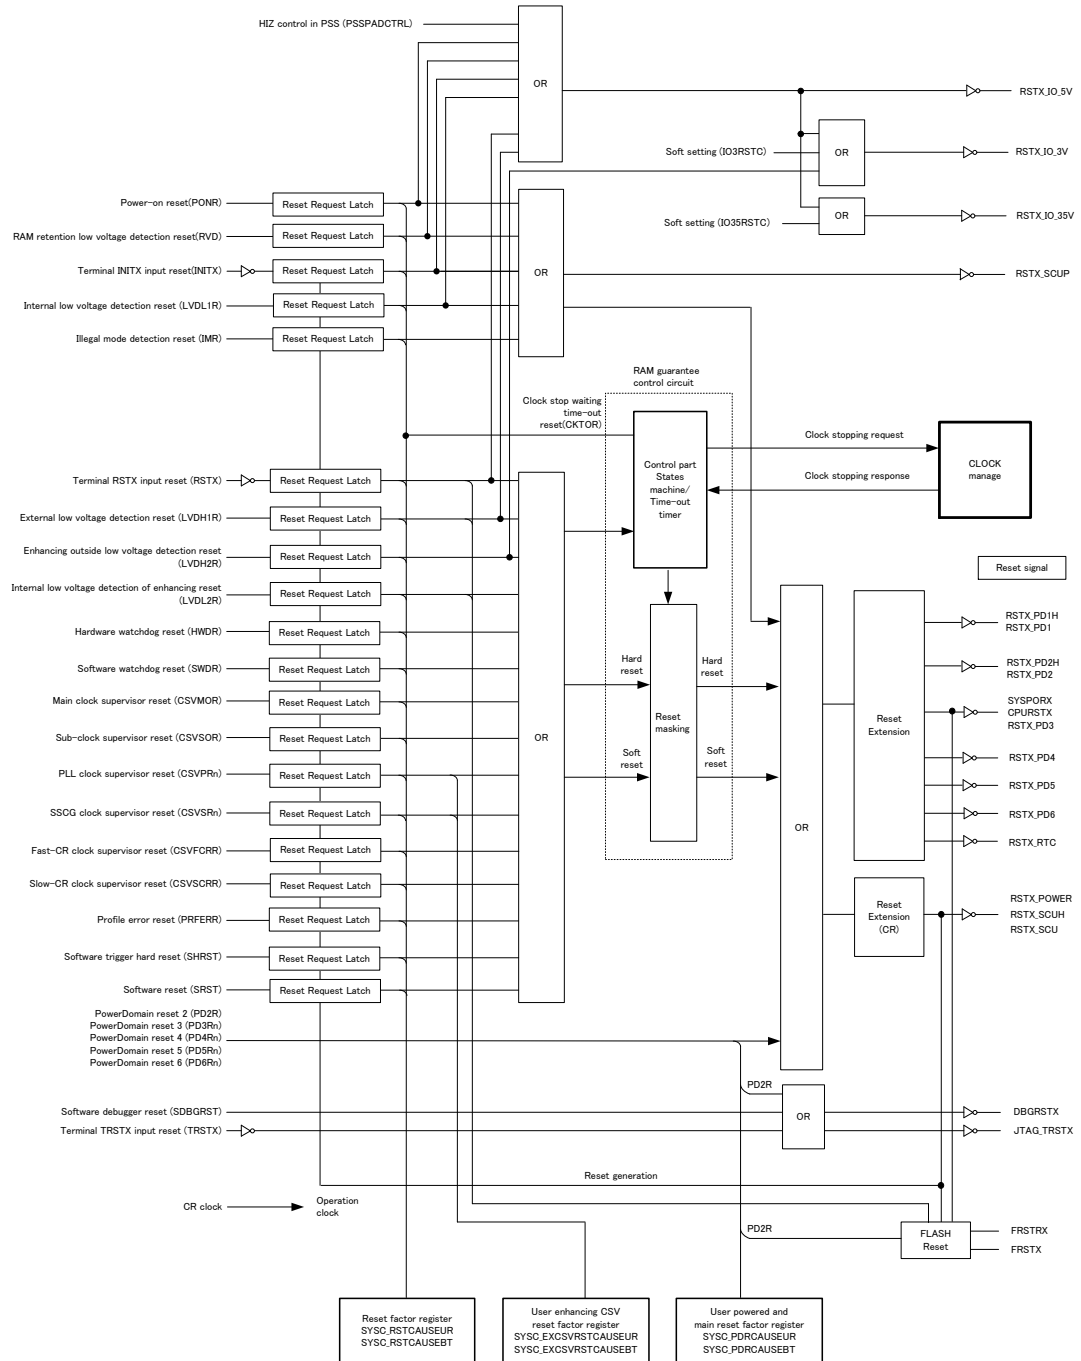 HIZ control in PSS (PSSPADCTRL)
OR
RSTX_IO_5V
Soft setting (IO3RSTC)
OR
RSTX_IO_3V
Soft setting (IO35RSTC)
OR
RSTX_IO_35V
Power-on reset(PONR)
Reset Request Latch
RAM retention low voltage detection reset(RVD)
Reset Request Latch
Terminal INITX input reset(INITX)
Reset Request Latch
Internal low voltage detection reset (LVDL1R)
Reset Request Latch
Illegal mode detection reset (IMR)
Reset Request Latch
OR
RSTX_SCUP
RAM guarantee
control circuit
Clock stop waiting
time-out
reset(CKTOR)
Control part
States
machine/
Time-out
timer
Clock stopping request
Clock stopping response
CLOCK
manage
Terminal RSTX input reset (RSTX)
Reset Request Latch
External low voltage detection reset (LVDH1R)
Reset Request Latch
Enhancing outside low voltage detection reset
(LVDH2R)
Reset Request Latch
Internal low voltage detection of enhancing reset
(LVDL2R)
Reset Request Latch
Hardware watchdog reset (HWDR)
Reset Request Latch
Software watchdog reset (SWDR)
Reset Request Latch
Main clock supervisor reset (CSVMOR)
Reset Request Latch
Sub-clock supervisor reset (CSVSOR)
Reset Request Latch
PLL clock supervisor reset (CSVPRn)
Reset Request Latch
SSCG clock supervisor reset (CSVSRn)
Reset Request Latch
Fast-CR clock supervisor reset (CSVFCRR)
Reset Request Latch
Slow-CR clock supervisor reset (CSVSCRR)
Reset Request Latch
Profile error reset (PRFERR)
Reset Request Latch
Software trigger hard reset (SHRST)
Reset Request Latch
Software reset (SRST)
Reset Request Latch
OR
Hard
reset
Soft
reset
Reset
masking
Hard
reset
Soft
reset
OR
Reset signal
Reset
Extension
RSTX_PD1H
RSTX_PD1
RSTX_PD2H
RSTX_PD2
SYSPORX
CPURSTX
RSTX_PD3
RSTX_PD4
RSTX_PD5
RSTX_PD6
RSTX_RTC
Reset
Extension
(CR)
RSTX_POWER
RSTX_SCUH
RSTX_SCU
PowerDomain reset 2 (PD2R)
PowerDomain reset 3 (PD3Rn)
PowerDomain reset 4 (PD4Rn)
PowerDomain reset 5 (PD5Rn)
PowerDomain reset 6 (PD6Rn)
PD2R
Software debugger reset (SDBGRST)
Terminal TRSTX input reset (TRSTX)
OR
DBGRSTX
JTAG_TRSTX
Reset generation
CR clock
Operation
clock
PD2R
FLASH
Reset
FRSTRX
FRSTX
Reset factor register
SYSC_RSTCAUSEUR
SYSC_RSTCAUSEBT
User enhancing CSV
reset factor register
SYSC_EXCSVRSTCAUSEUR
SYSC_EXCSVRSTCAUSEBT
User powered and
main reset factor register
SYSC_PDRCAUSEUR
SYSC_PDRCAUSEBT